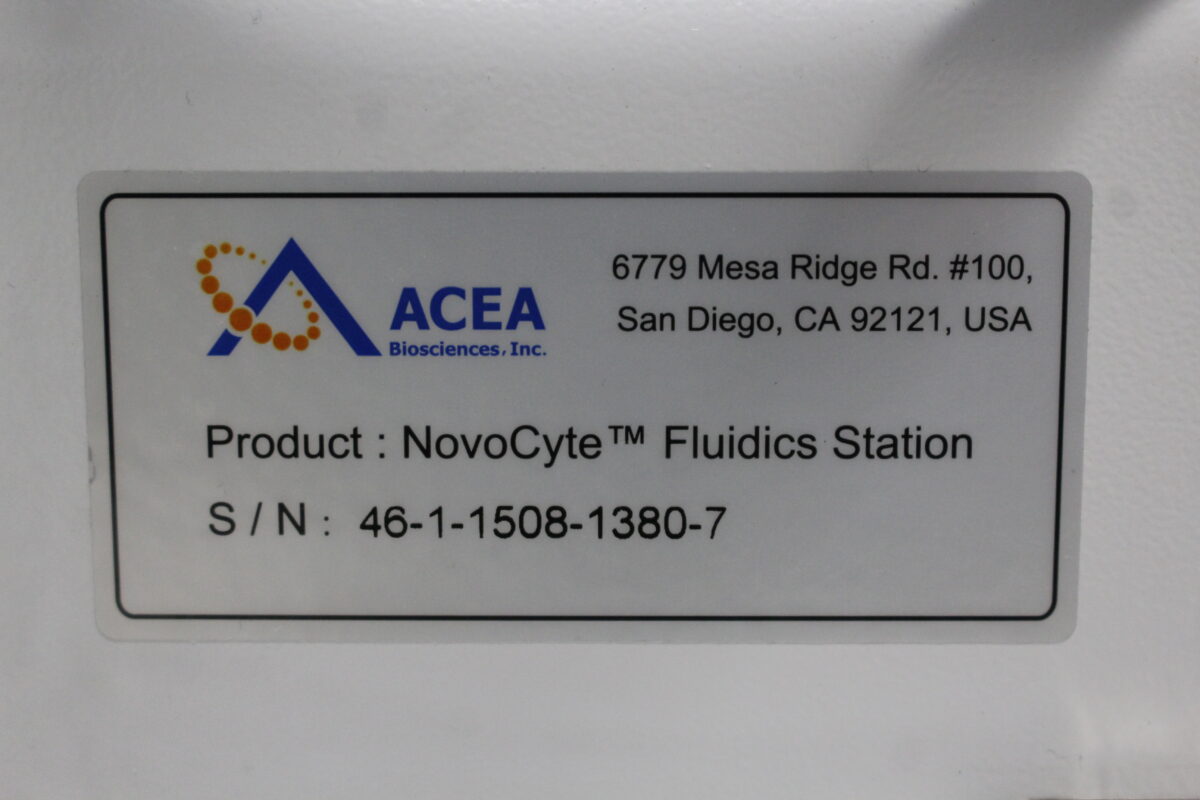 ACEA
Biosciences, Inc.
6779 Mesa Ridge Rd. #100,
San Diego, CA 92121, USA
Product : NovoCyte™ Fluidics Station
S / N : 46-1-1508-1380-7